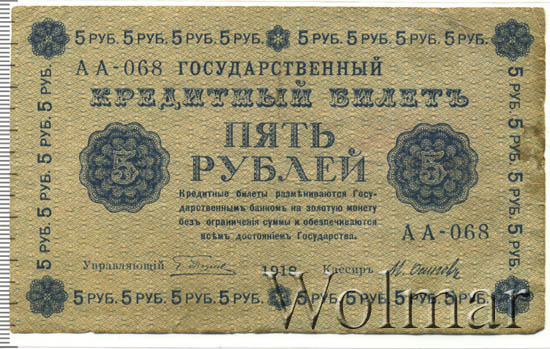 5 РУБ. 5 РУБ. 5 РУБ. 5 РУБ. 5 РУБ. 5 РУБ. 5 РУБ. 5 РУБ.
АА-068 ГОСУДАРСТВЕННЫЙ
КРЕДИТНЫЙ БИЛЕТЪ
ПЯТЬ
РУБЛЕЙ
5
5
Кредитные билеты размѣниваются Госу-
дарственнымъ банкомъ на золотую монету
безъ ограниченія суммы и обезпечиваются
всѣмъ достояніемъ Государства.
АА-068
Управляющій
1918
Кассиръ
5 РУБ. 5 РУБ. 5 РУБ.
5 РУБ. 5 РУБ. 5 РУБ. 5 РУБ.
5 РУБ. 5 РУБ. 5 РУБ. 5 РУБ.
Wolmar